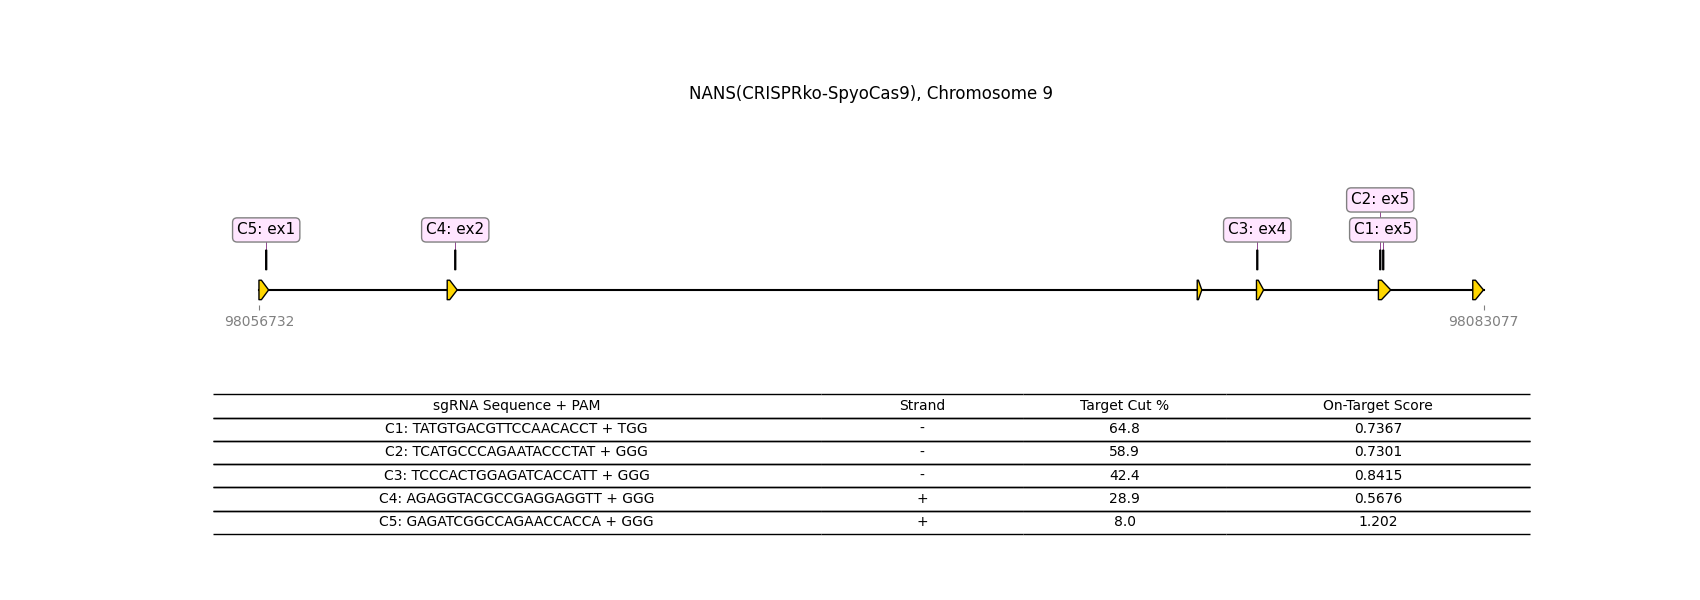 NANS(CRISPRko-SpyoCas9), Chromosome 9
C2: ex5
C5: ex1
C4: ex2
C3: ex4
C1: ex5
98056732
98083077
sgRNA Sequence + PAM Strand Target Cut % On-Target Score
C1: TATGTGACGTTCCAACACCT + TGG - 64.8 0.7367
C2: TCATGCCCAGAATACCCTAT + GGG - 58.9 0.7301
C3: TCCCACTGGAGATCACCATT + GGG - 42.4 0.8415
C4: AGAGGTACGCCGAGGAGGTT + GGG + 28.9 0.5676
C5: GAGATCGGCCAGAACCACCA + GGG + 8.0 1.202